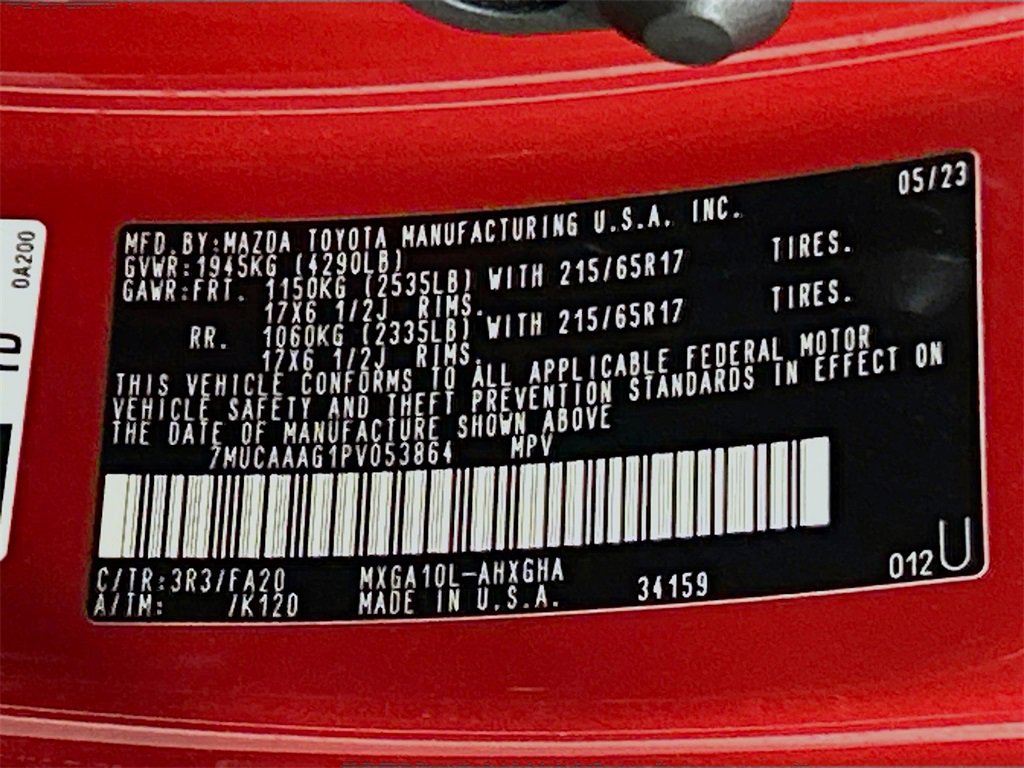 05/23
MFD.BY:MAZDA TOYOTA MANUFACTURING U.S.A. INC.
GVWR:1945KG (4290LB)
GAWR:FRT. 1150KG (2535LB) WITH 215/65R17 TIRES.
17X6 1/2J RIMS.
RR. 1060KG (2335LB) WITH 215/65R17 TIRES.
17X6 1/2J RIMS.
THIS VEHICLE CONFORMS TO ALL APPLICABLE FEDERAL MOTOR
VEHICLE SAFETY AND THEFT PREVENTION STANDARDS IN EFFECT ON
THE DATE OF MANUFACTURE SHOWN ABOVE
7MUCAAAG1PV053864 MPV
C/TR:3R3/FA20 MXGA10L-AHXGHA 34159 012U
A/TM: /K120 MADE IN U.S.A.
0A200